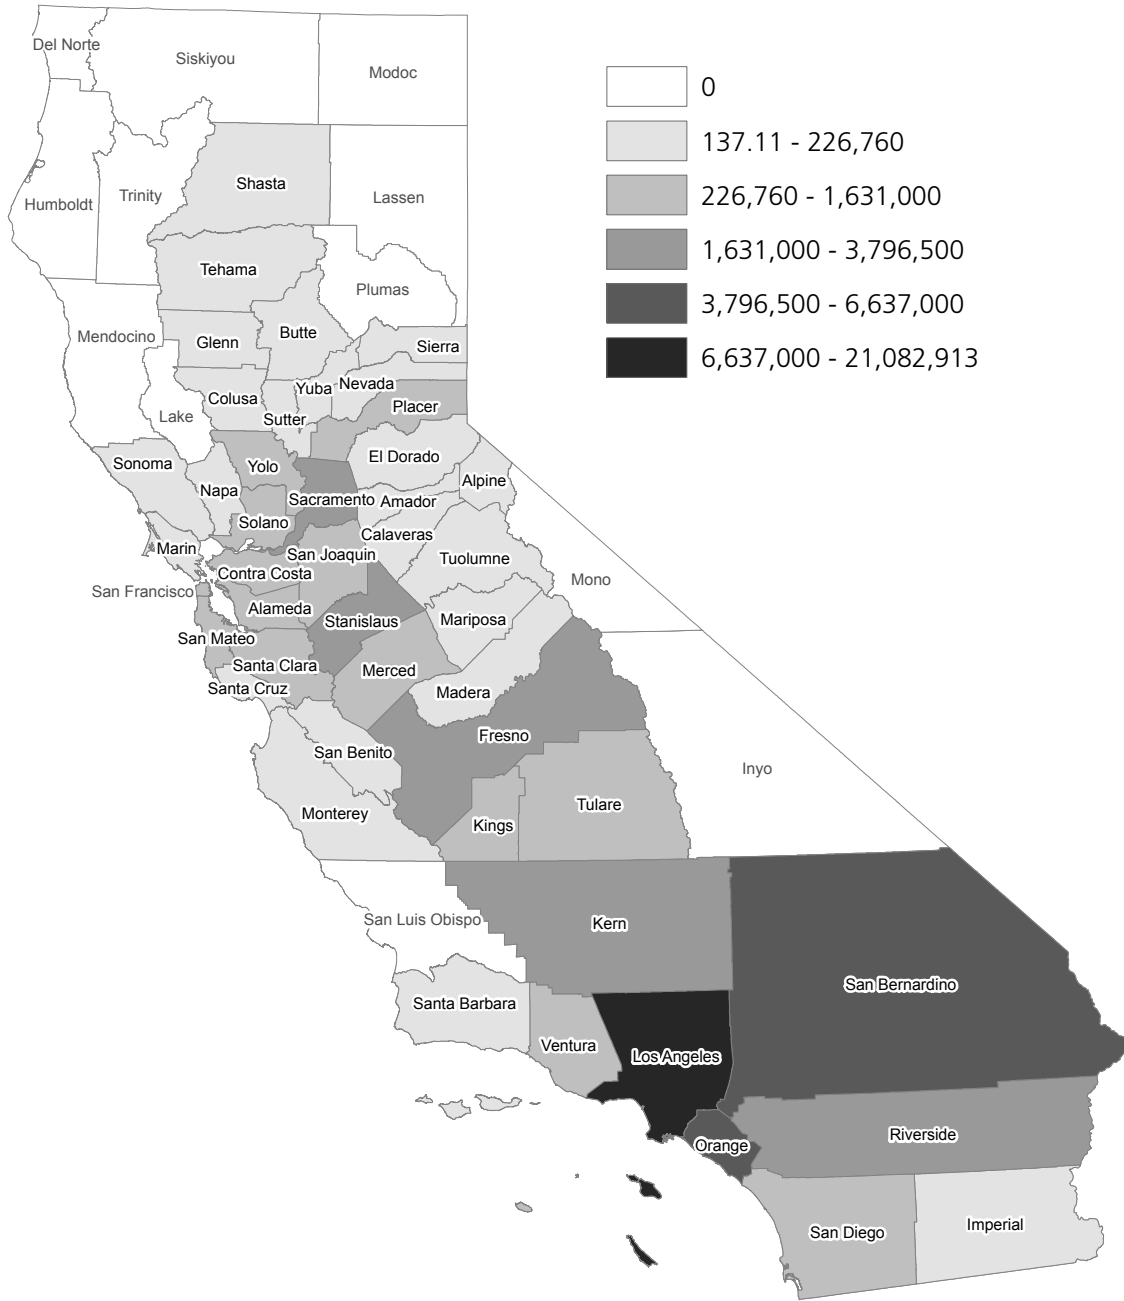 Del Norte
Siskiyou
Modoc
0
137.11 - 226,760
226,760 - 1,631,000
1,631,000 - 3,796,500
3,796,500 - 6,637,000
6,637,000 - 21,082,913
Shasta
Trinity
Lassen
Humboldt
Tehama
Plumas
Mendocino
Glenn
Butte
Sierra
Colusa
Yuba
Nevada
Lake
Sutter
Placer
Sonoma
Yolo
El Dorado
Napa
Alpine
Sacramento
Amador
Solano
Calaveras
Marin
San Joaquin
Tuolumne
Contra Costa
Mono
San Francisco
Alameda
Stanislaus
Mariposa
San Mateo
Santa Clara
Merced
Santa Cruz
Madera
Fresno
San Benito
Inyo
Monterey
Kings
Tulare
San Luis Obispo
Kern
San Bernardino
Santa Barbara
Ventura
Los Angeles
Orange
Riverside
San Diego
Imperial